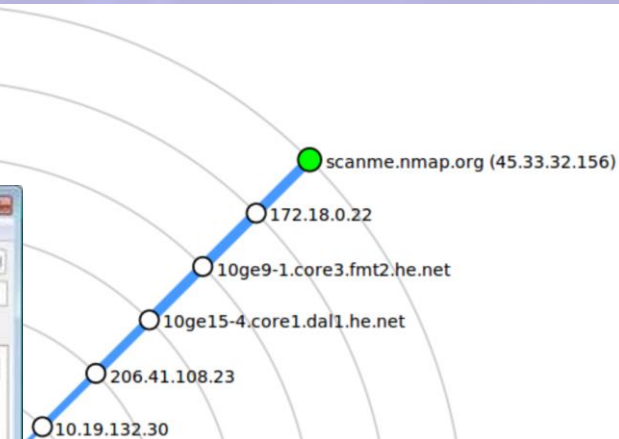 scanme.nmap.org (45.33.32.156)
172.18.0.22
10ge9-1.core3.fmt2.he.net
10ge15-4.core1.dal1.he.net
206.41.108.23
10.19.132.30